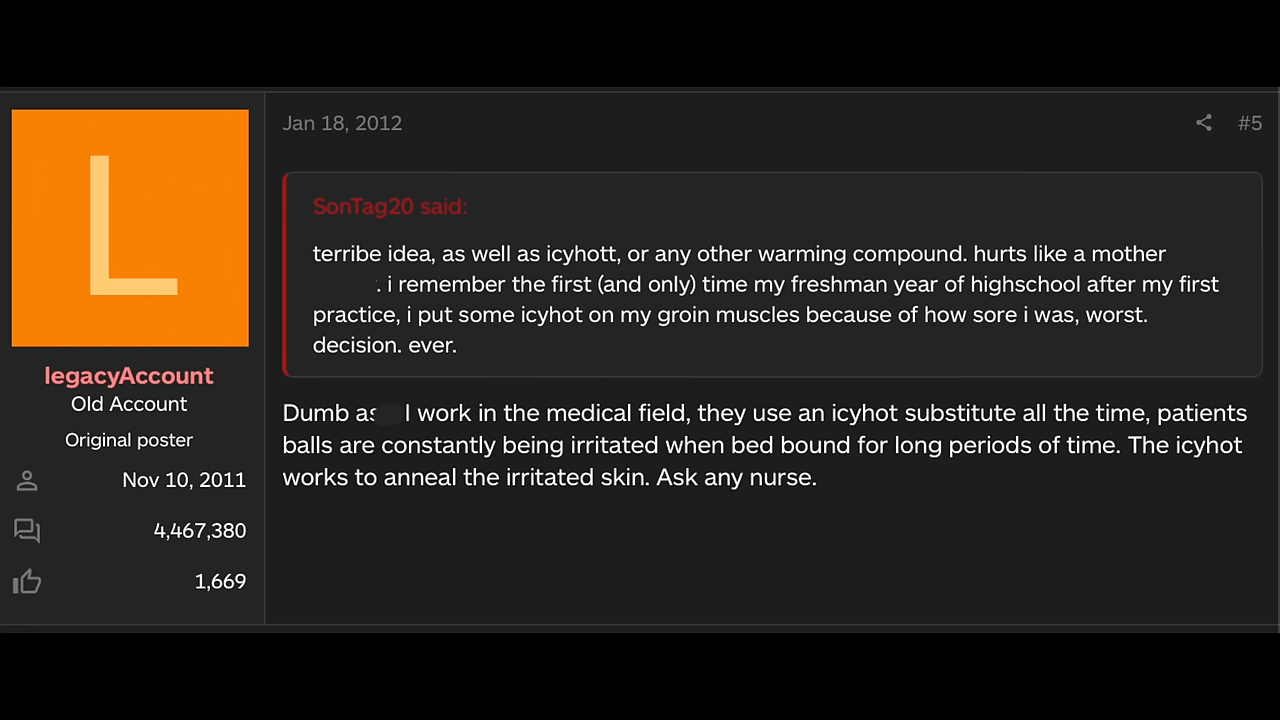 Jan 18, 2012
#5
SonTag20 said:
terribe idea, as well as icyhott, or any other warming compound. hurts like a mother
. i remember the first (and only) time my freshman year of highschool after my first
practice, i put some icyhot on my groin muscles because of how sore i was, worst.
decision. ever.
L
legacyAccount
Old Account
Original poster
Nov 10, 2011
4,467,380
1,669
Dumb as I work in the medical field, they use an icyhot substitute all the time, patients
balls are constantly being irritated when bed bound for long periods of time. The icyhot
works to anneal the irritated skin. Ask any nurse.